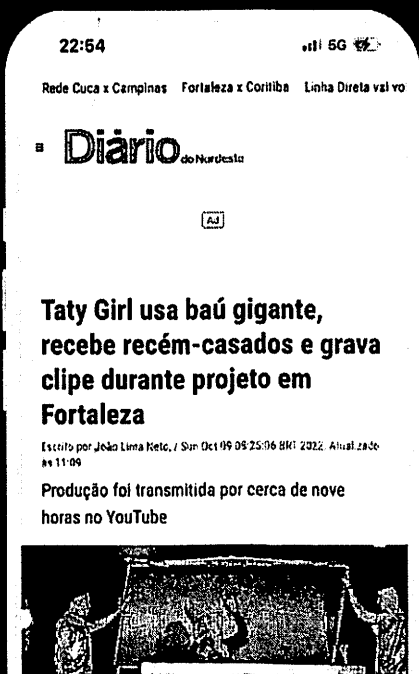 22:54
5G
Rede Cuca x Campinas Fortaleza x Coritiba Linha Direta vai vo
Diário do Nordeste
Ad
Taty Girl usa baú gigante,
recebe recém-casados e grava
clipe durante projeto em
Fortaleza
Escrito por João Lima Neto, / Sun Oct 09 05:25:06 BRT 2022. Atualizado
às 11:09
Produção foi transmitida por cerca de nove
horas no YouTube